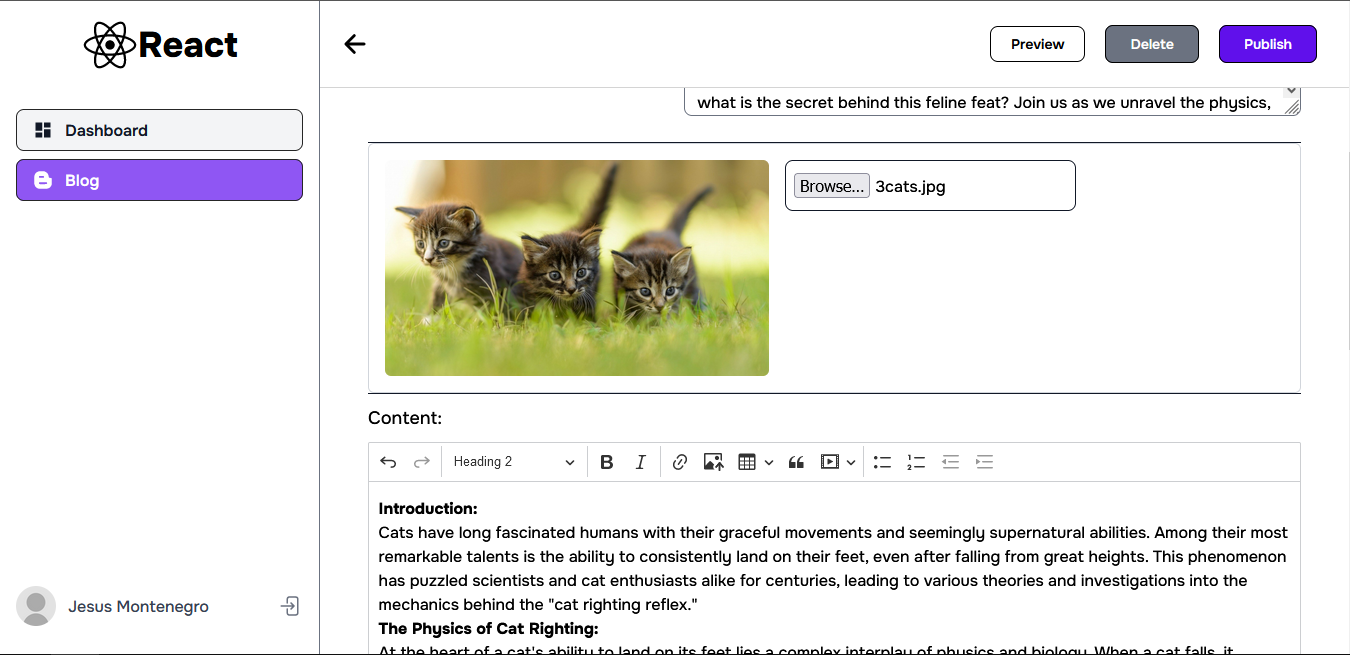 React
Preview
Delete
Publish
what is the secret behind this feline feat? Join us as we unravel the physics,
Dashboard
Blog
Browse... 3cats.jpg
Content:
Heading 2
B I
Introduction:
Cats have long fascinated humans with their graceful movements and seemingly supernatural abilities. Among their most
remarkable talents is the ability to consistently land on their feet, even after falling from great heights. This phenomenon
has puzzled scientists and cat enthusiasts alike for centuries, leading to various theories and investigations into the
mechanics behind the "cat righting reflex."
The Physics of Cat Righting:
At the heart of a cat's ability to land on its feet lies a complex interplay of physics and biology. When a cat falls, it
Jesus Montenegro